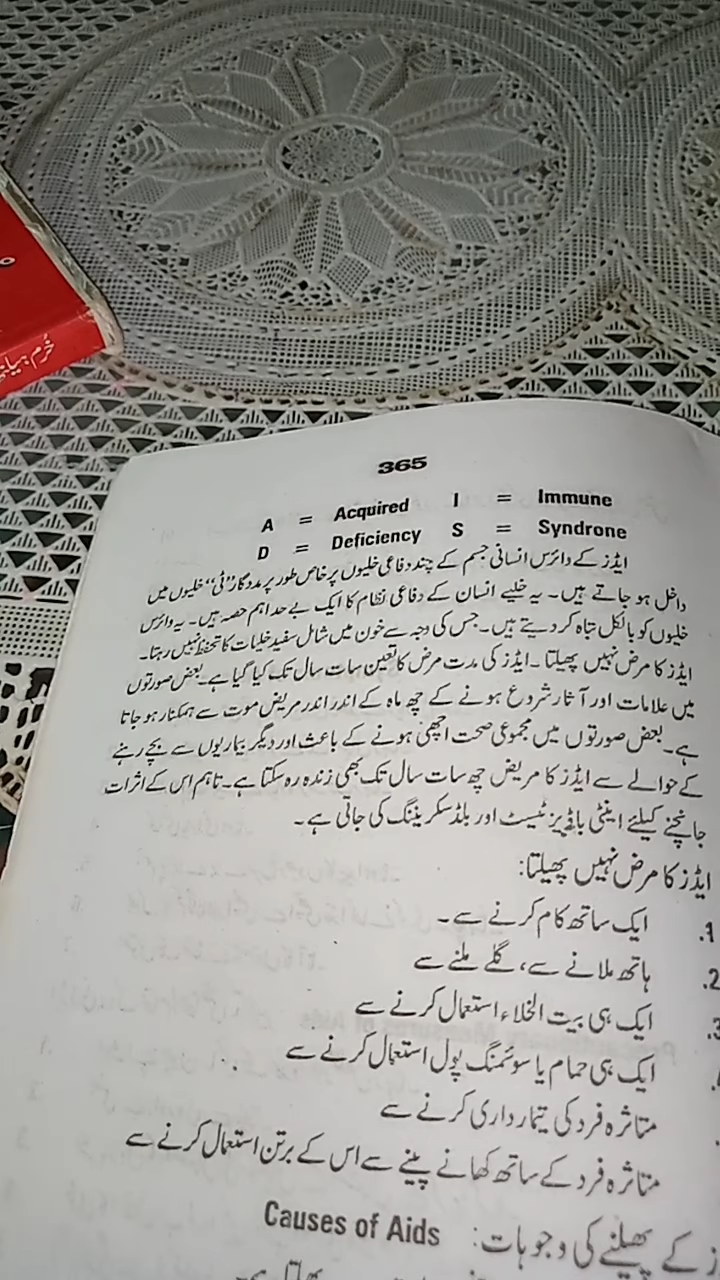 خرم ہیلتھ
365
A = Acquired I = Immune
D = Deficiency S = Syndrone
ایڈز کے وائرس انسانی جسم کے چند دفاعی خلیوں پر خاص طور پر مددگار ”ٹی“ خلیوں میں
داخل ہو جاتے ہیں۔ یہ خلیے انسان کے دفاعی نظام کا ایک بے حد اہم حصہ ہیں۔ یہ وائرس
خلیوں کو بالکل تباہ کر دیتے ہیں۔ جس کی وجہ سے خون میں شامل سفید خلیات کا تحفظ نہیں رہتا۔
ایڈز کا مرض نہیں پھیلتا۔ ایڈز کی مدت مرض کا تعین سات سال تک کیا گیا ہے۔ بعض صورتوں
میں علامات اور آثار شروع ہونے کے چھ ماہ کے اندر اندر مریض موت سے ہمکنار ہو جاتا
ہے۔ بعض صورتوں میں مجموعی صحت اچھی ہونے کے باعث اور دیگر بیماریوں سے بچے رہنے
کے حوالے سے ایڈز کا مریض چھ سات سال تک بھی زندہ رہ سکتا ہے۔ تاہم اس کے اثرات
جانچنے کیلئے اینٹی باڈیز ٹیسٹ اور بلڈ سکریننگ کی جاتی ہے۔
ایڈز کا مرض نہیں پھیلتا:
1. ایک ساتھ کام کرنے سے۔
2. ہاتھ ملانے سے، گلے ملنے سے
3. ایک ہی بیت الخلاء استعمال کرنے سے
ایک ہی حمام یا سوئمنگ پول استعمال کرنے سے
متاثرہ فرد کی تیمارداری کرنے سے
متاثرہ فرد کے ساتھ کھانے پینے سے اس کے برتن استعمال کرنے سے
کے پھیلنے کی وجوہات: Causes of Aids